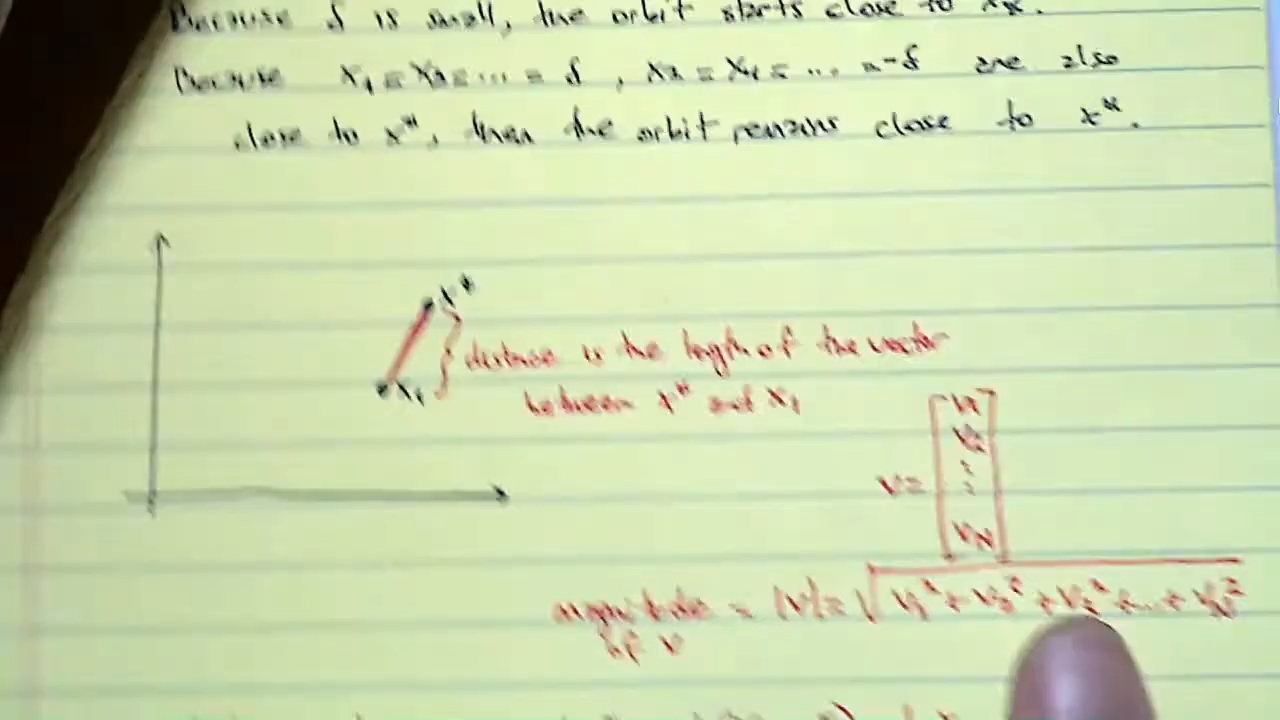 Because δ is small, the orbit starts close to x*.
Because x₁ = x₃ = ... = δ, x₂ = x₄ = ... = -δ are also
close to x*, then the orbit remains close to x*.
x*
distance is the length of the vector
x₁
between x* and x₁
v₁
v₂
v = ⋮
vN
magnitude = |v| = √v₁² + v₂² + v₃² + ... + vN²
of v